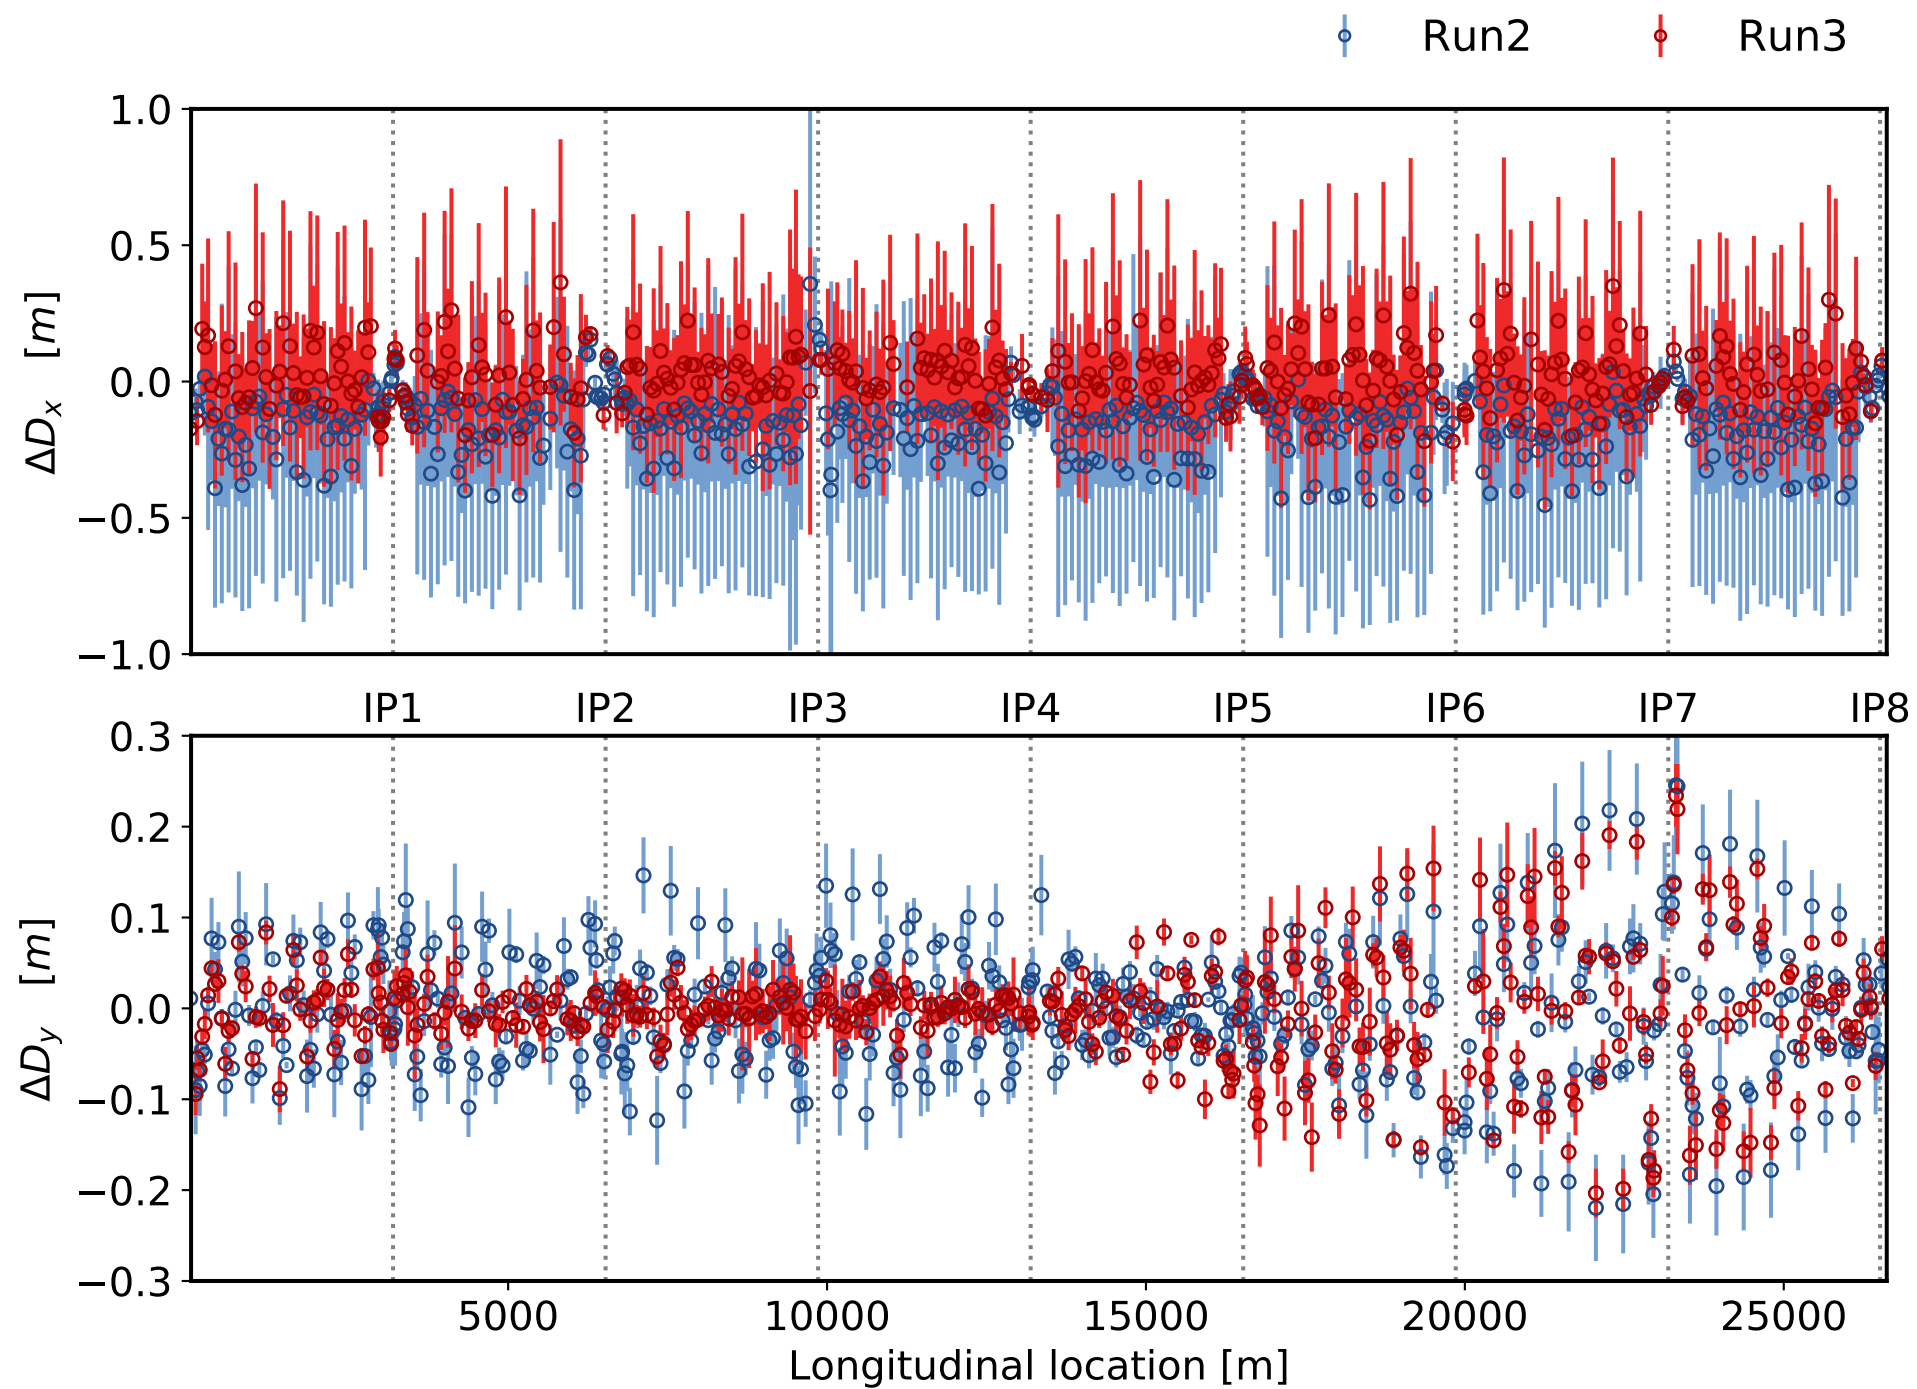 Run2 Run3
1.0
0.5
0.0
−0.5
−1.0
ΔDx [m]
IP1 IP2 IP3 IP4 IP5 IP6 IP7 IP8
0.3
0.2
0.1
0.0
−0.1
−0.2
−0.3
ΔDy [m]
5000 10000 15000 20000 25000
Longitudinal location [m]